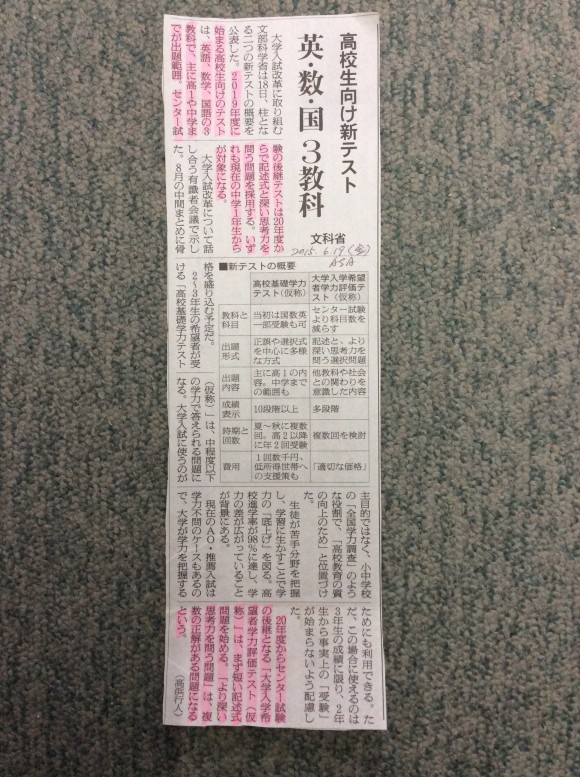 高校生向け新テスト
英・数・国 3教科
文科省
2015. 6.19(金)
ASA
大学入試改革に取り組む
文部科学省は18日、柱とな
る二つの新テストの概要を
公表した。2019年度に
始まる高校生向けのテスト
は、英語、数学、国語の3
教科で、主に高1や中学ま
でが出題範囲。センター試
験の後継テストは20年度か
らで記述式と深い思考力を
問う問題を採用する。いず
れも現在の中学1年生から
が対象になる。
大学入試改革について話
し合う有識者会議で示し
た。8月の中間まとめに骨
格を盛り込む予定だ。
2~3年生の希望者が受
ける「高校基礎学力テスト
(仮称)」は、中程度以下
の学力で答えられる問題に
なる。大学入試に使うのが
主目的ではなく、小中学校
の「全国学力調査」のよう
な役割で、「高校教育の質
の向上のため」と位置づけ
た。
生徒が苦手分野を把握
し、学習に生かすことで学
力の「底上げ」を図る。高
校進学率が98%に達し、学
力の差が広がっていること
が背景にある。
現在のAO・推薦入試は
学力不問のケースもあるの
で、大学が学力を把握する
ためにも利用できる。た
だ、この場合に使えるのは
3年生の成績に限り、2年
生から事実上の「受験」
が始まらないよう配慮し
た。
20年度からセンター試験
の後継となる「大学入学希
望者学力評価テスト(仮
称)」は、まず短い記述式
問題を始める。「より深い
思考力を問う問題」は、複
数の正解がある問題になる
という。
(高浜行人)
■新テストの概要
高校基礎学力テスト(仮称)
大学入学希望者学力評価テスト(仮称)
教科と科目
当初は国数英 一部受験も可
センター試験より科目数を減らす
出題形式
正誤や選択式を中心に多様な方式
記述と、より深い思考力を問う選択問題
出題内容
主に高1の内容。中学までの範囲も
他教科や社会との関わりを意識した内容
成績表示
10段階以上
多段階
時期と回数
夏~秋に複数回。高2以降に年2回受験
複数回を検討
費用
1回数千円、低所得世帯への支援策も
「適切な価格」